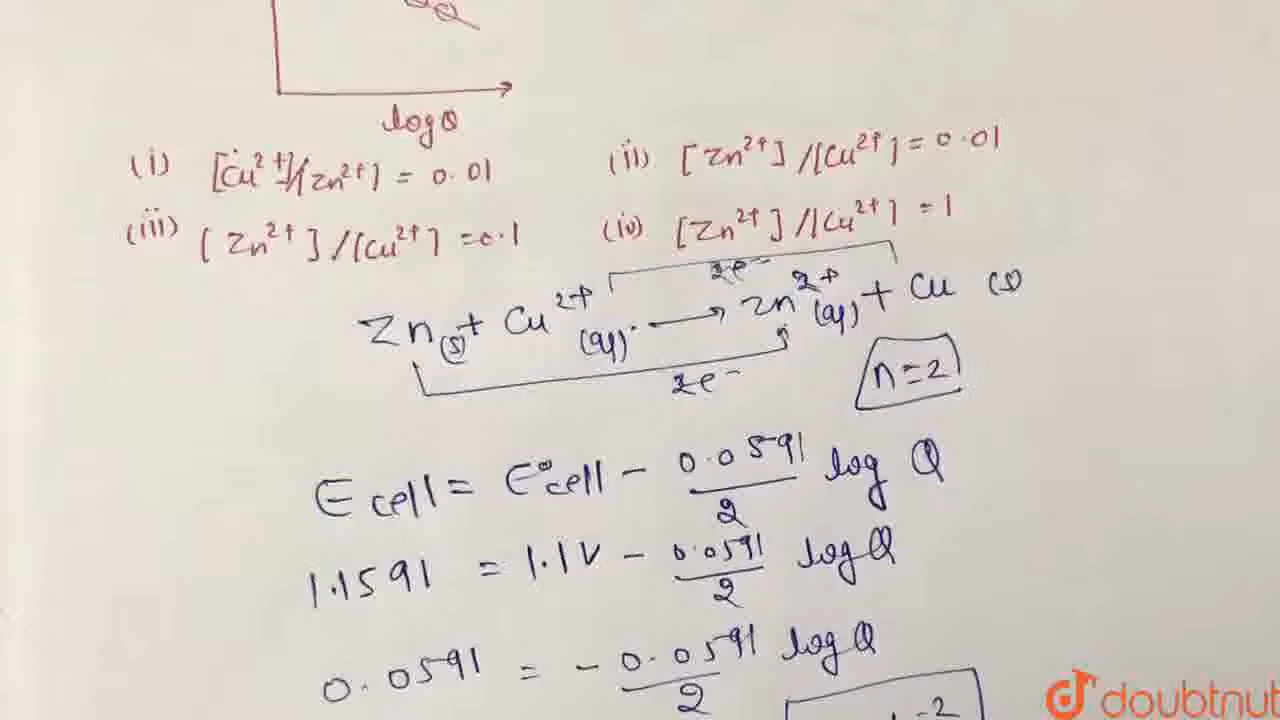 log Q
(i) [Cu²⁺]/[Zn²⁺] = 0.01 (ii) [Zn²⁺]/[Cu²⁺] = 0.01
(iii) [Zn²⁺]/[Cu²⁺] = 0.1 (iv) [Zn²⁺]/[Cu²⁺] = 1
2e⁻
Zn(s) + Cu²⁺(aq) → Zn²⁺(aq) + Cu (s)
2e⁻
n=2
E cell = E° cell − 0.0591/2 log Q
1.1591 = 1.1V − 0.0591/2 log Q
0.0591 = − 0.0591/2 log Q
doubtnut